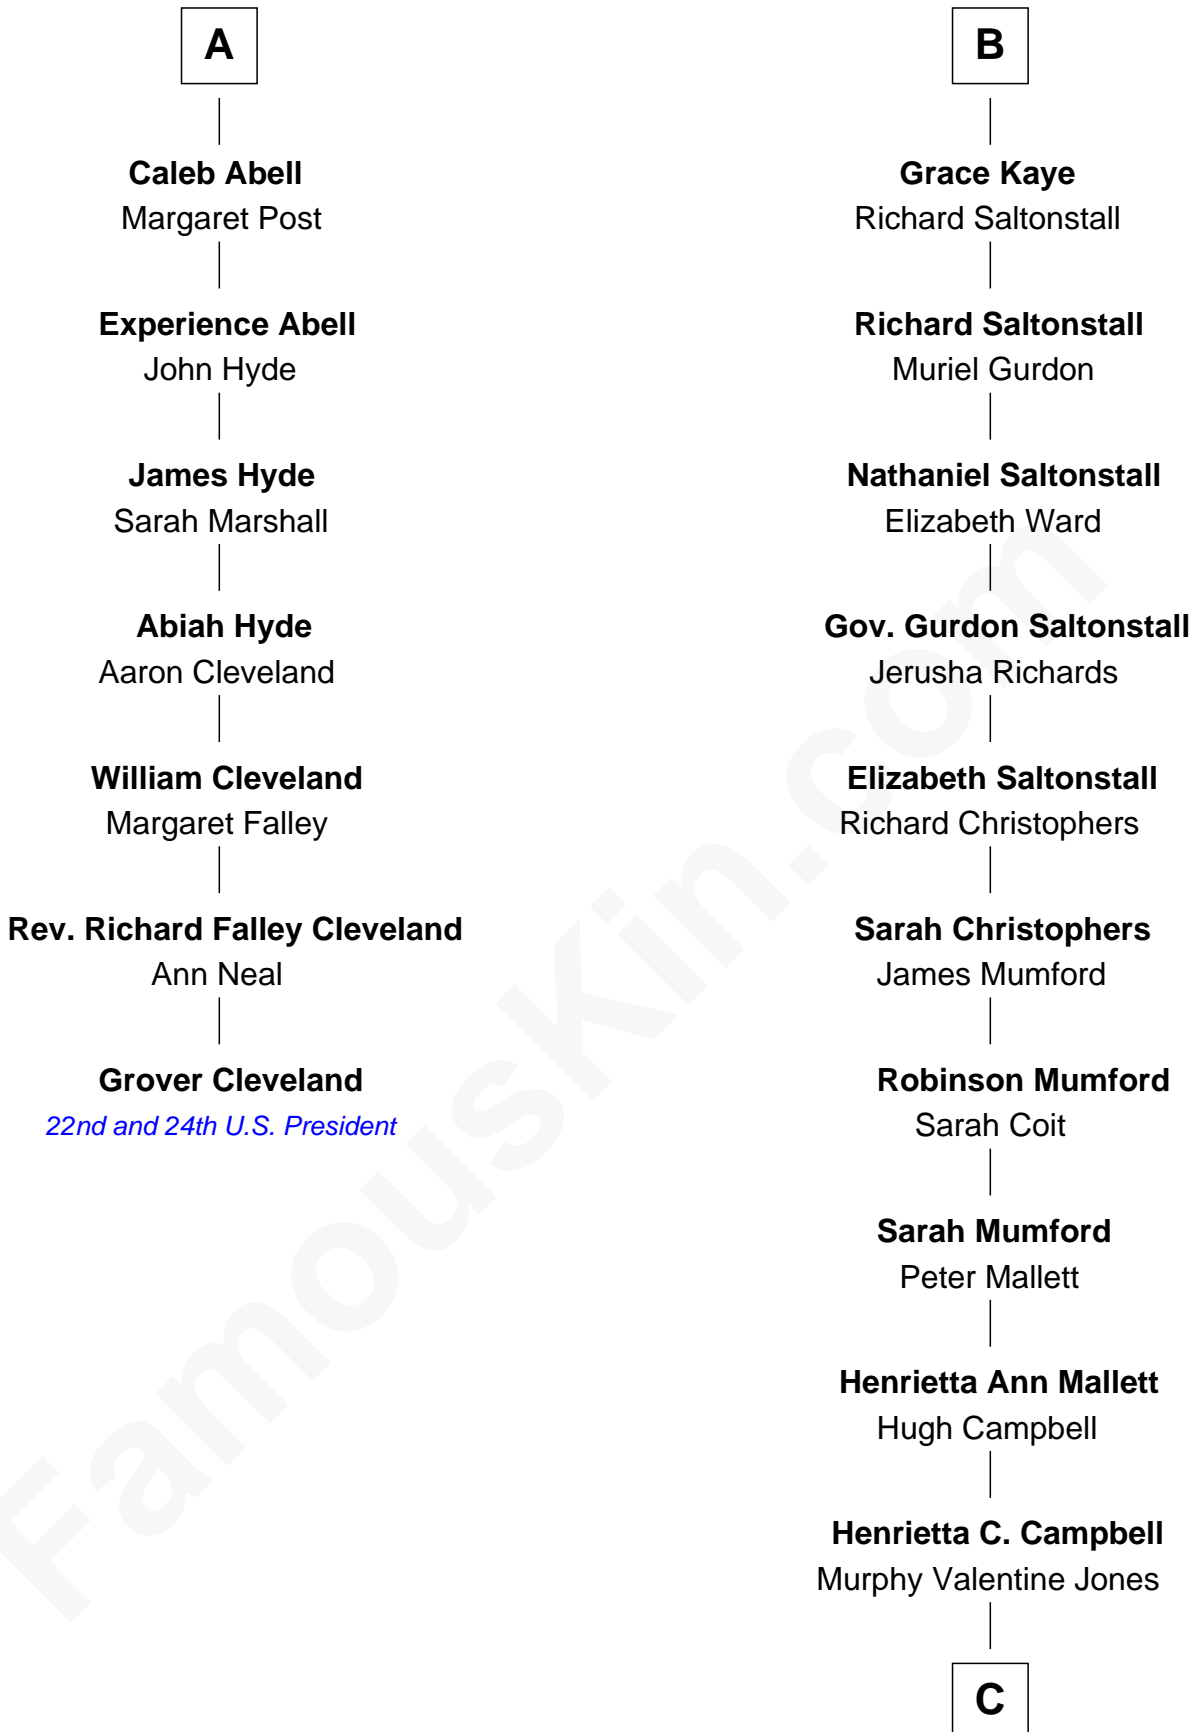 A
Caleb Abell
Margaret Post
Experience Abell
John Hyde
James Hyde
Sarah Marshall
Abiah Hyde
Aaron Cleveland
William Cleveland
Margaret Falley
Rev. Richard Falley Cleveland
Ann Neal
Grover Cleveland
22nd and 24th U.S. President
B
Grace Kaye
Richard Saltonstall
Richard Saltonstall
Muriel Gurdon
Nathaniel Saltonstall
Elizabeth Ward
Gov. Gurdon Saltonstall
Jerusha Richards
Elizabeth Saltonstall
Richard Christophers
Sarah Christophers
James Mumford
Robinson Mumford
Sarah Coit
Sarah Mumford
Peter Mallett
Henrietta Ann Mallett
Hugh Campbell
Henrietta C. Campbell
Murphy Valentine Jones
C
FamousKin.com